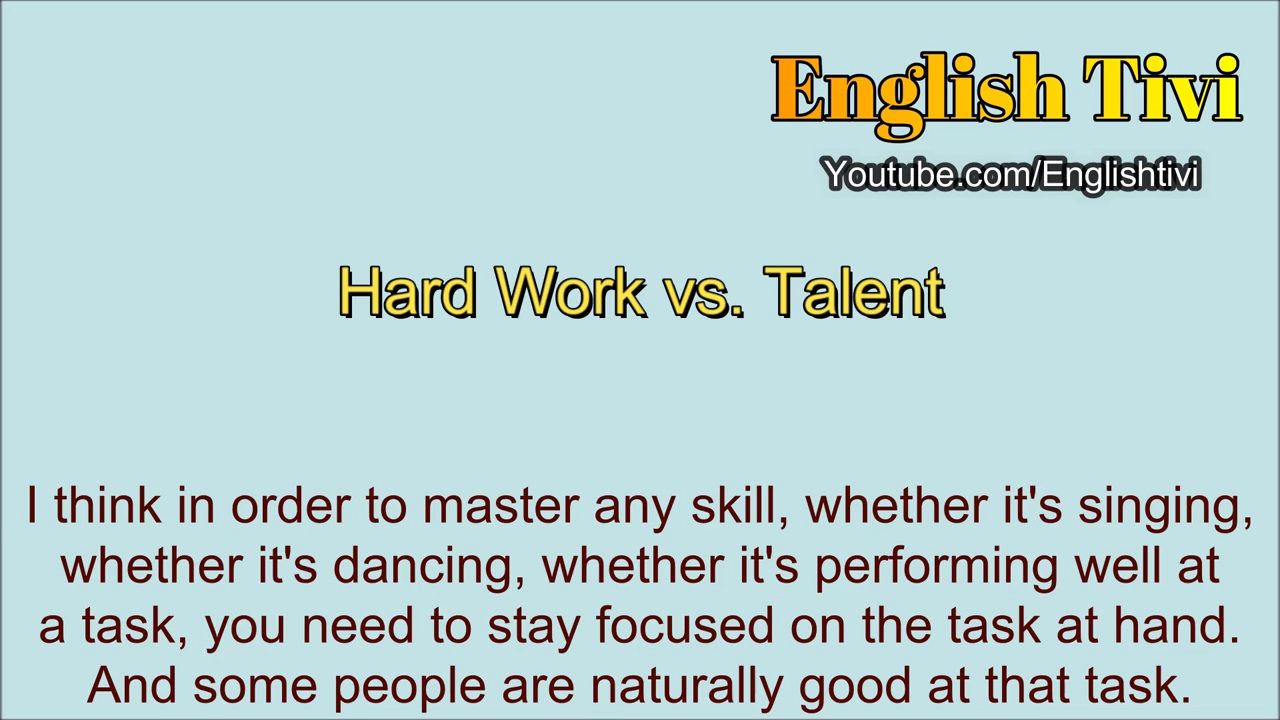 English Tivi
Youtube.com/Englishtivi
Hard Work vs. Talent
I think in order to master any skill, whether it's singing,
whether it's dancing, whether it's performing well at
a task, you need to stay focused on the task at hand.
And some people are naturally good at that task.